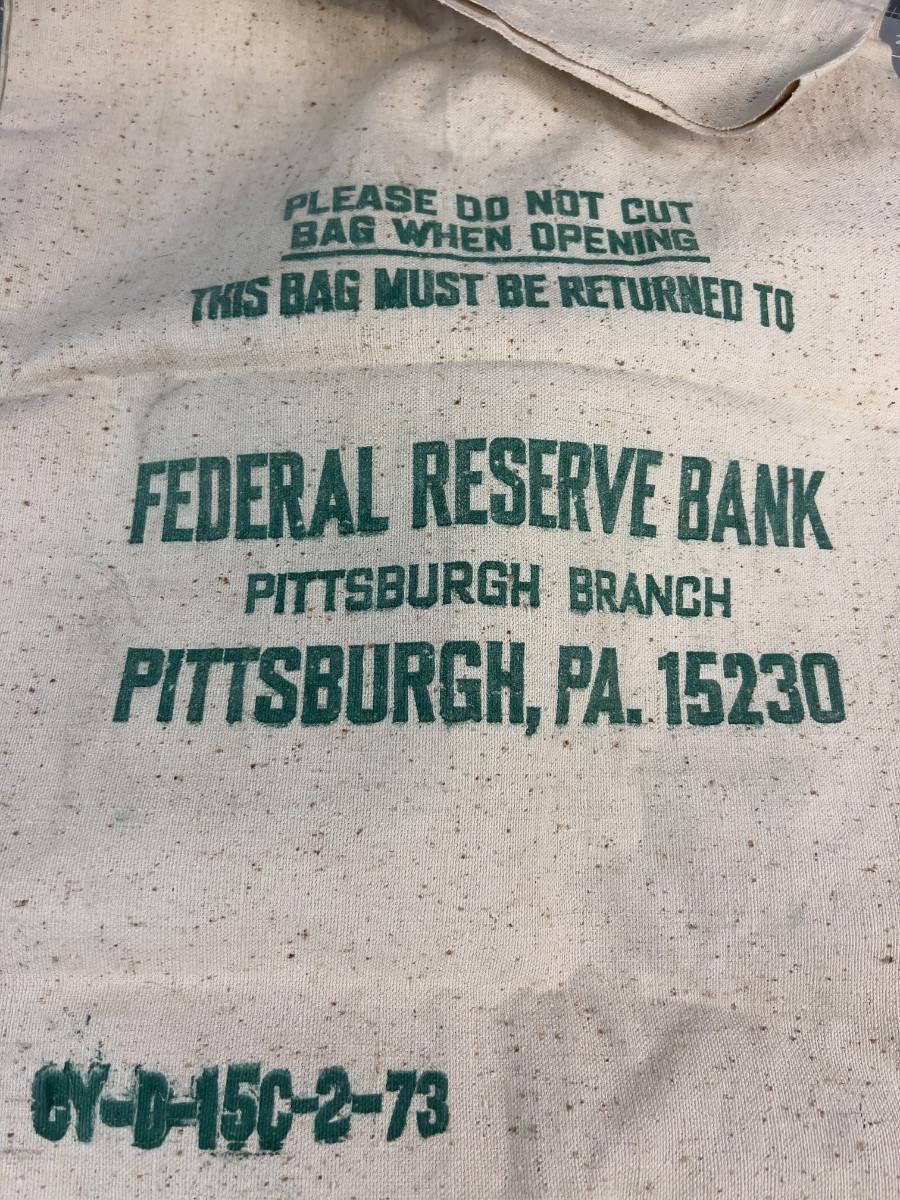 PLEASE DO NOT CUT
BAG WHEN OPENING
THIS BAG MUST BE RETURNED TO
FEDERAL RESERVE BANK
PITTSBURGH BRANCH
PITTSBURGH, PA. 15230
CY-D-15C-2-73